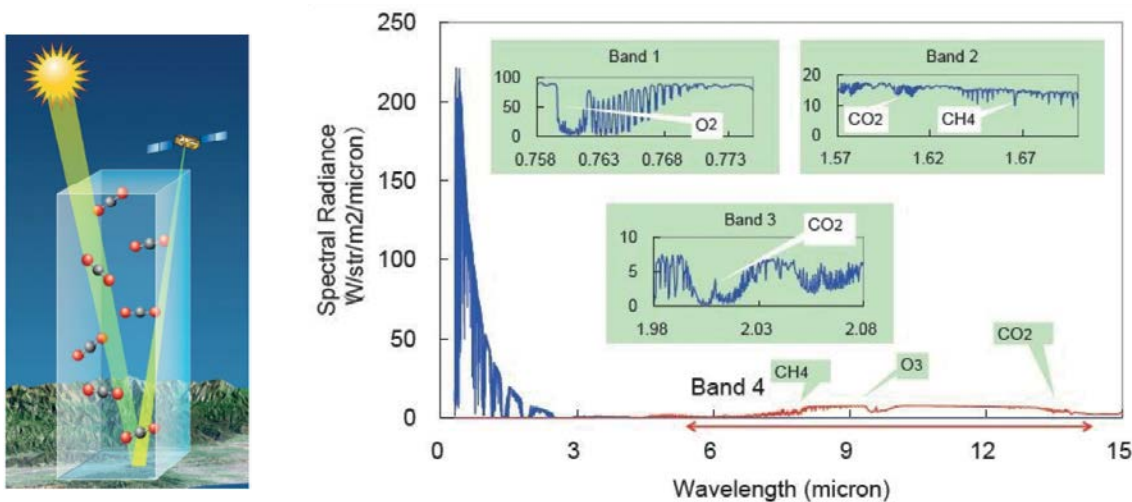 Spectral Radiance
W/str/m2/micron
250
200
150
100
50
0
Band 1
100
50
0
O2
0.758 0.763 0.768 0.773
Band 2
20
10
0
CO2
CH4
1.57 1.62 1.67
Band 3
10
5
0
CO2
1.98 2.03 2.08
Band 4
CH4
O3
CO2
0 3 6 9 12 15
Wavelength (micron)